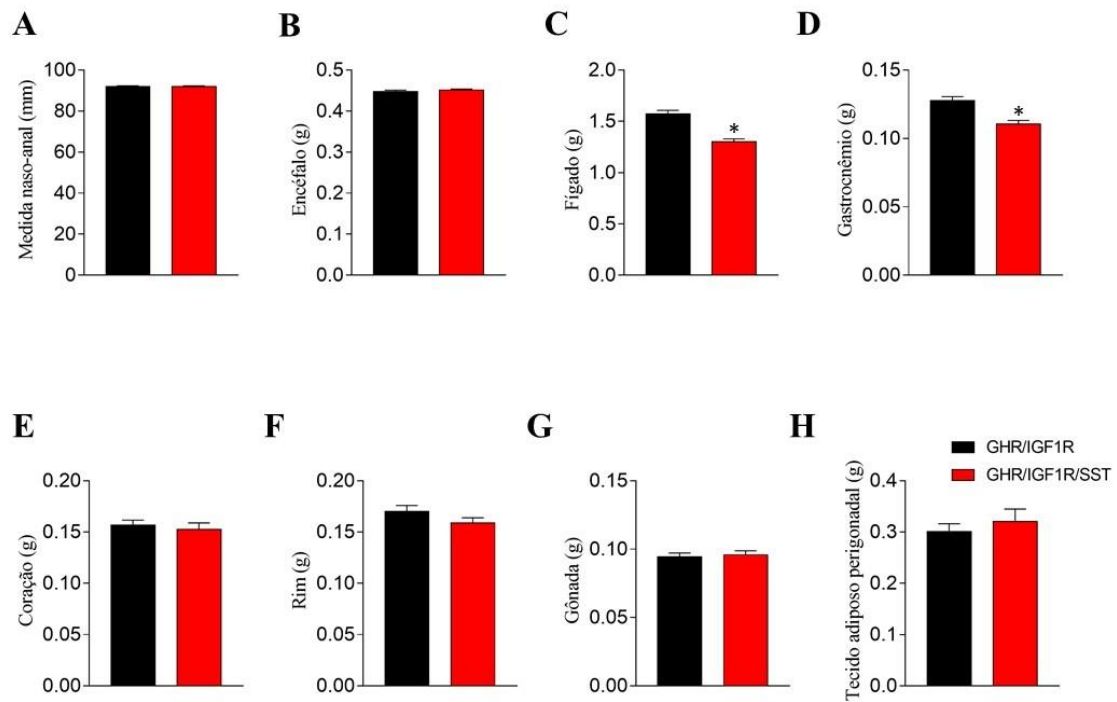 A
Medida naso-anal (mm)
100
80
60
40
20
0
B
Encéfalo (g)
0.5
0.4
0.3
0.2
0.1
0.0
C
Fígado (g)
2.0
1.5
1.0
0.5
0.0
*
D
Gastrocnêmio (g)
0.15
0.10
0.05
0.00
*
E
Coração (g)
0.20
0.15
0.10
0.05
0.00
F
Rim (g)
0.20
0.15
0.10
0.05
0.00
G
Gônada (g)
0.15
0.10
0.05
0.00
H
GHR/IGF1R
GHR/IGF1R/SST
Tecido adiposo perigonadal (g)
0.4
0.3
0.2
0.1
0.0